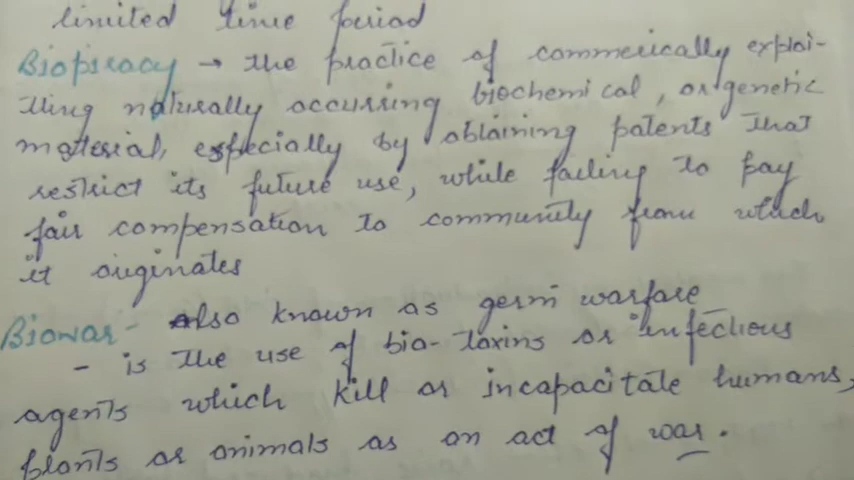 limited time period
Biopiracy → the practice of commerically exploi-
ting naturally occurring biochemical, or genetic
material, especially by obtaining patents that
restrict its future use, while failing to pay
fair compensation to community from which
it originates
Biowar - also known as germ warfare
- is the use of bio-toxins or infectious
agents which kill or incapacitate humans,
plants or animals as an act of war.